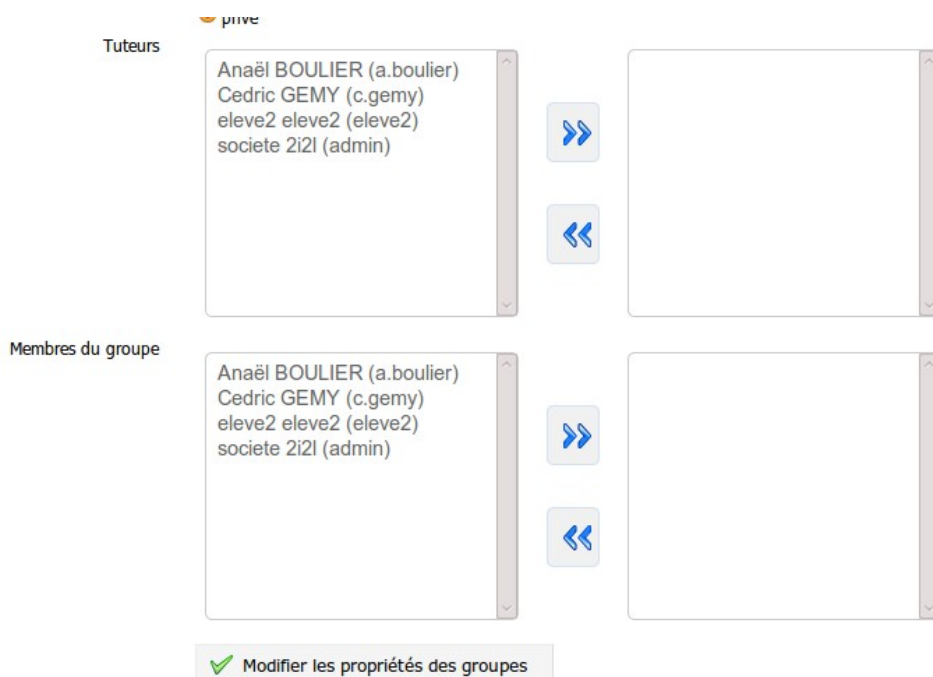 privé
Tuteurs
Anaël BOULIER (a.boulier)
Cedric GEMY (c.gemy)
eleve2 eleve2 (eleve2)
societe 2i2l (admin)
Membres du groupe
Anaël BOULIER (a.boulier)
Cedric GEMY (c.gemy)
eleve2 eleve2 (eleve2)
societe 2i2l (admin)
Modifier les propriétés des groupes